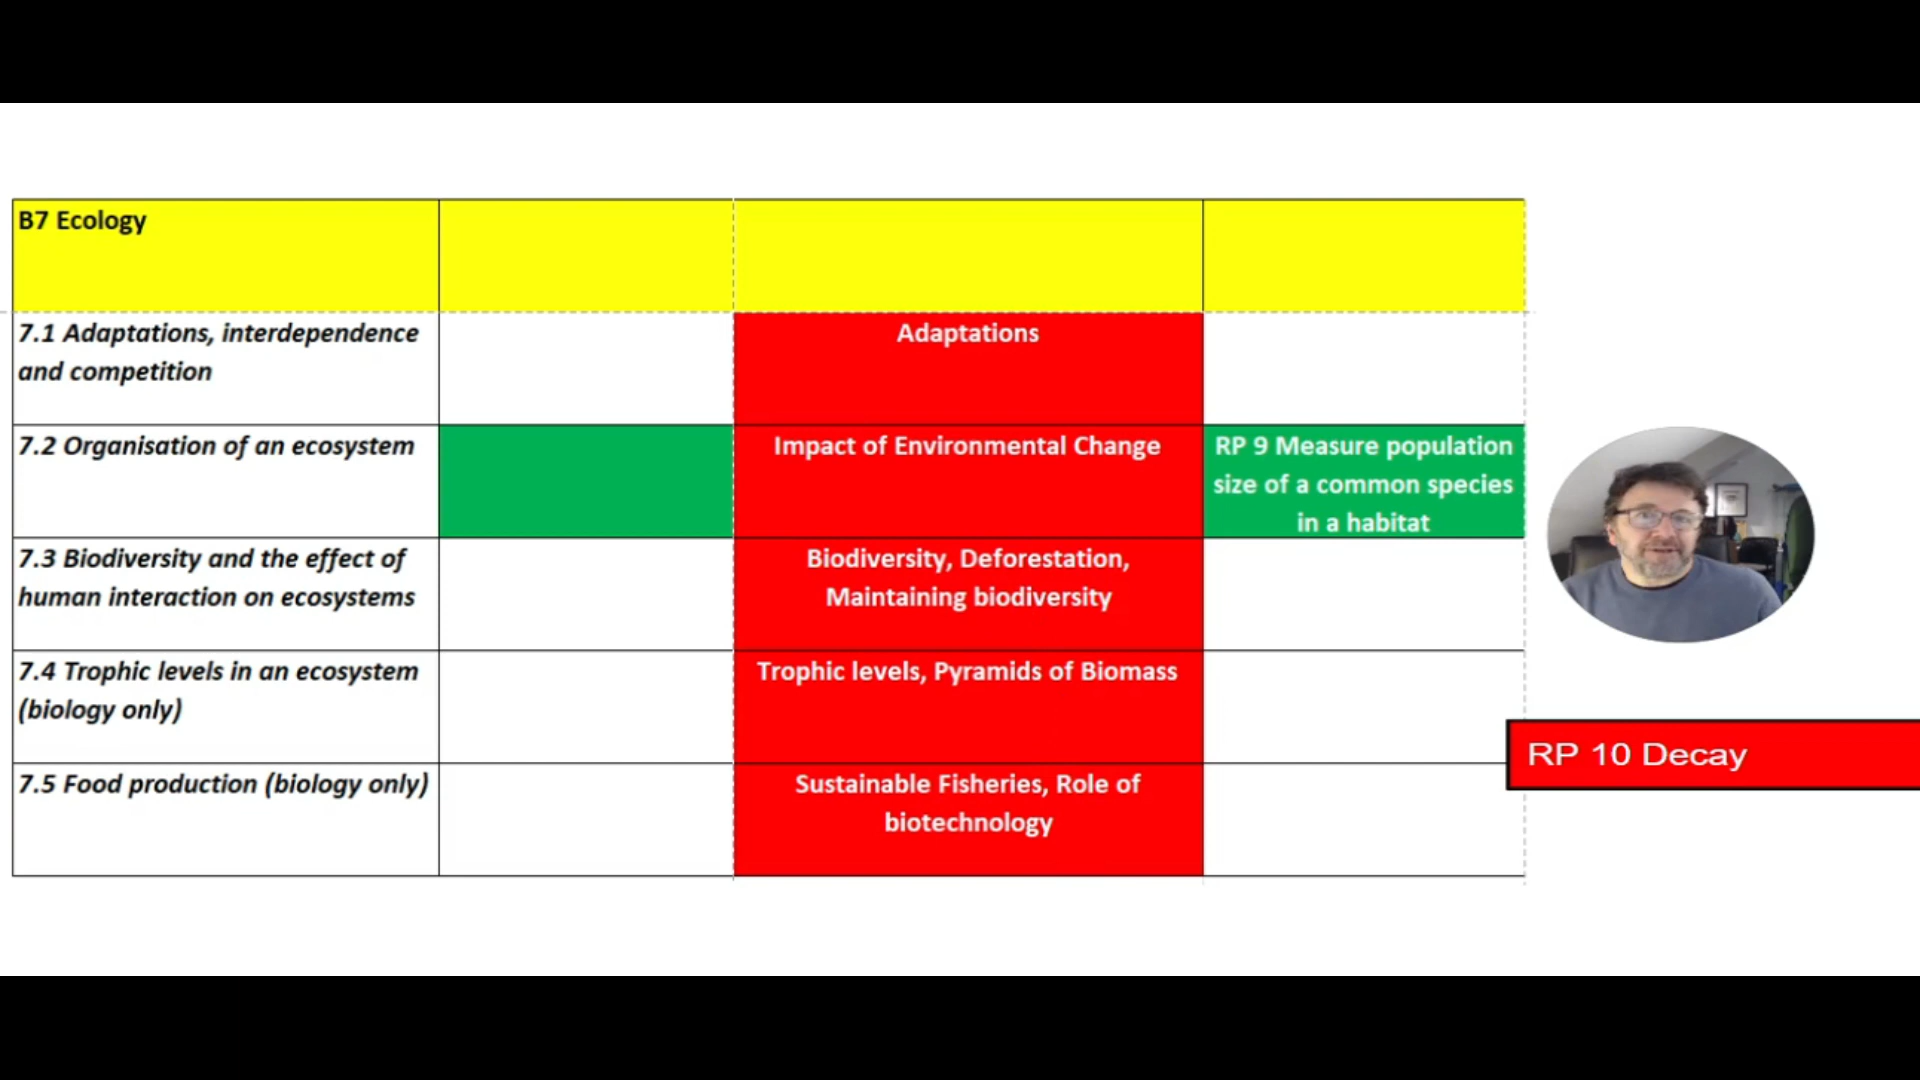 B7 Ecology
7.1 Adaptations, interdependence
and competition
Adaptations
7.2 Organisation of an ecosystem
Impact of Environmental Change
RP 9 Measure population
size of a common species
in a habitat
7.3 Biodiversity and the effect of
human interaction on ecosystems
Biodiversity, Deforestation,
Maintaining biodiversity
7.4 Trophic levels in an ecosystem
(biology only)
Trophic levels, Pyramids of Biomass
RP 10 Decay
7.5 Food production (biology only)
Sustainable Fisheries, Role of
biotechnology